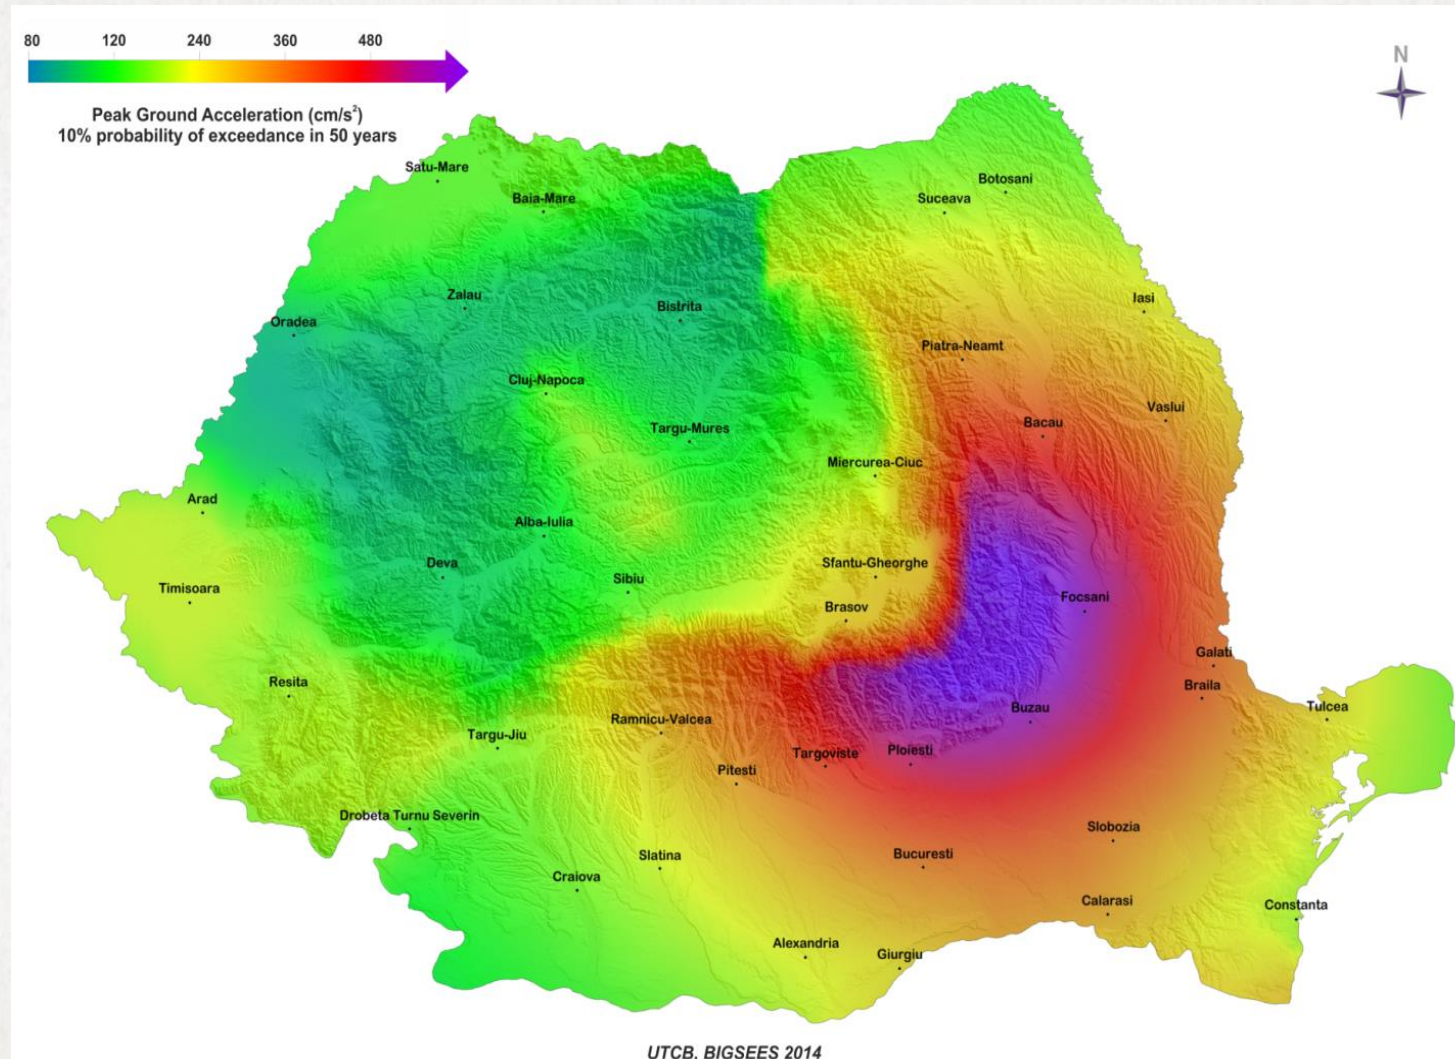 80 120 240 360 480
Peak Ground Acceleration (cm/s²)
10% probability of exceedance in 50 years
N
Satu-Mare
Baia-Mare
Botosani
Suceava
Zalau
Bistrita
Iasi
Oradea
Piatra-Neamt
Cluj-Napoca
Vaslui
Targu-Mures
Bacau
Miercurea-Ciuc
Arad
Alba-Iulia
Deva
Sfantu-Gheorghe
Sibiu
Timisoara
Focsani
Brasov
Galati
Resita
Braila
Tulcea
Buzau
Ramnicu-Valcea
Targu-Jiu
Targoviste
Ploiesti
Pitesti
Drobeta Turnu Severin
Slobozia
Slatina
Bucuresti
Craiova
Calarasi
Constanta
Alexandria
Giurgiu
UTCB, BIGSEES 2014